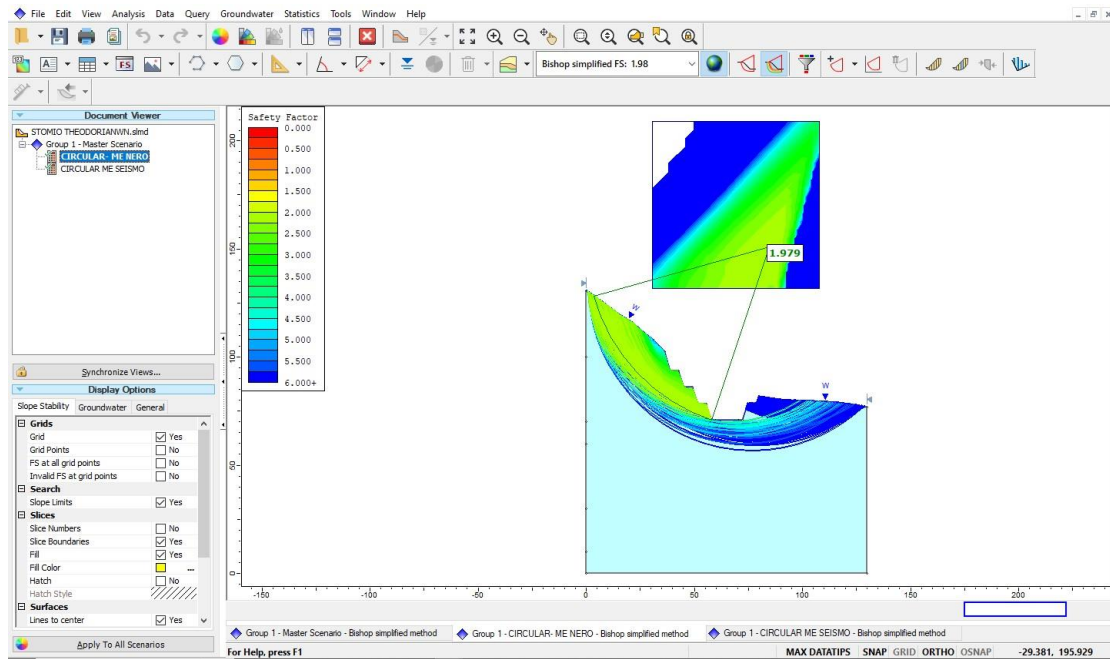 File Edit View Analysis Data Query Groundwater Statistics Tools Window Help
A
FS
Bishop simplified FS: 1.98
Document Viewer
STOMIO THEODORIANWN.slmd
Group 1 - Master Scenario
CIRCULAR- ME NERO
CIRCULAR ME SEISMO
Synchronize Views...
Display Options
Slope Stability Groundwater General
Grids
Grid Yes
Grid Points No
FS at all grid points No
Invalid FS at grid points No
Search
Slope Limits Yes
Slices
Slice Numbers No
Slice Boundaries Yes
Fill Yes
Fill Color ...
Hatch No
Hatch Style
Surfaces
Lines to center Yes
Apply To All Scenarios
Safety Factor
0.000
0.500
1.000
1.500
2.000
2.500
3.000
3.500
4.000
4.500
5.000
5.500
6.000+
200
150
100
50
0
1.979
W
W
-150 -100 -50 0 50 100 150 200
Group 1 - Master Scenario - Bishop simplified method
Group 1 - CIRCULAR- ME NERO - Bishop simplified method
Group 1 - CIRCULAR ME SEISMO - Bishop simplified method
For Help, press F1
MAX DATATIPS SNAP GRID ORTHO OSNAP -29.381, 195.929